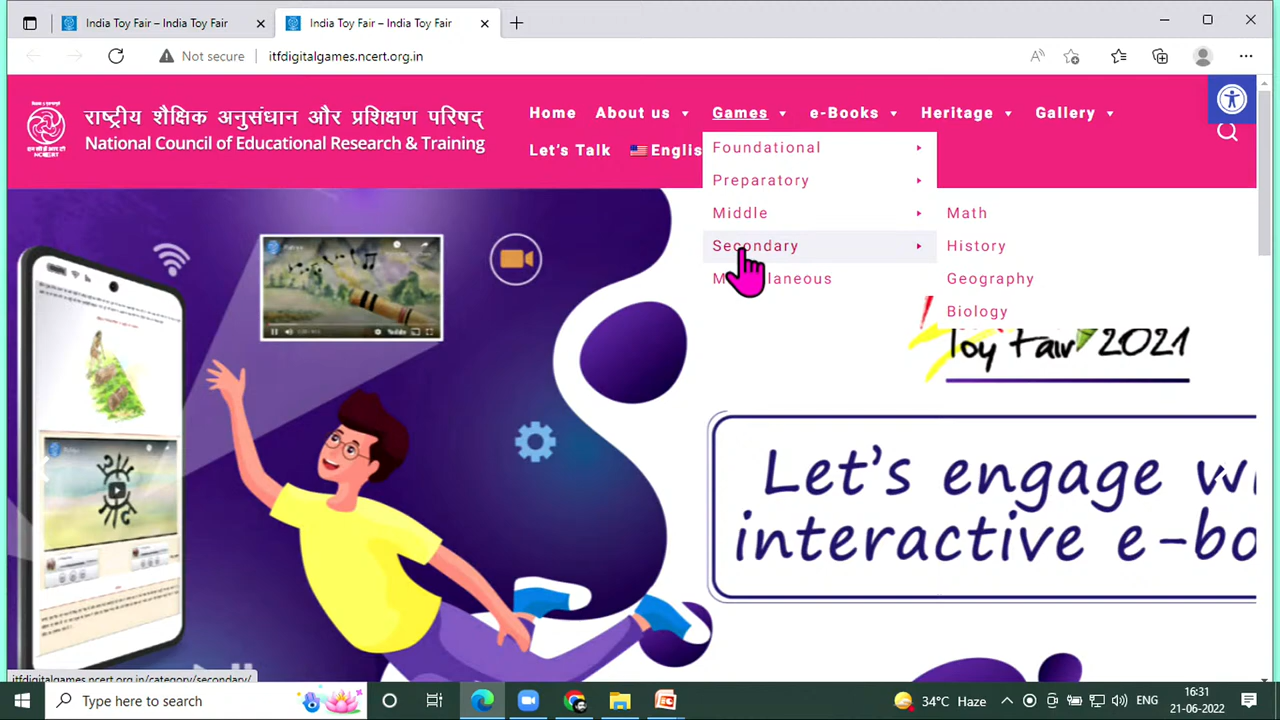 India Toy Fair – India Toy Fair
India Toy Fair – India Toy Fair
Not secure
itfdigitalgames.ncert.org.in
राष्ट्रीय शैक्षिक अनुसंधान और प्रशिक्षण परिषद्
National Council of Educational Research & Training
Home
About us
Games
e-Books
Heritage
Gallery
Let's Talk
Englis
Foundational
Preparatory
Middle
Secondary
Math
History
Geography
Biology
Toy Fair 2021
Let's engage wi
interactive e-bo
itfdigitalgames.ncert.org.in/category/secondary/
Type here to search
34°C Haze
ENG
16:31
21-06-2022